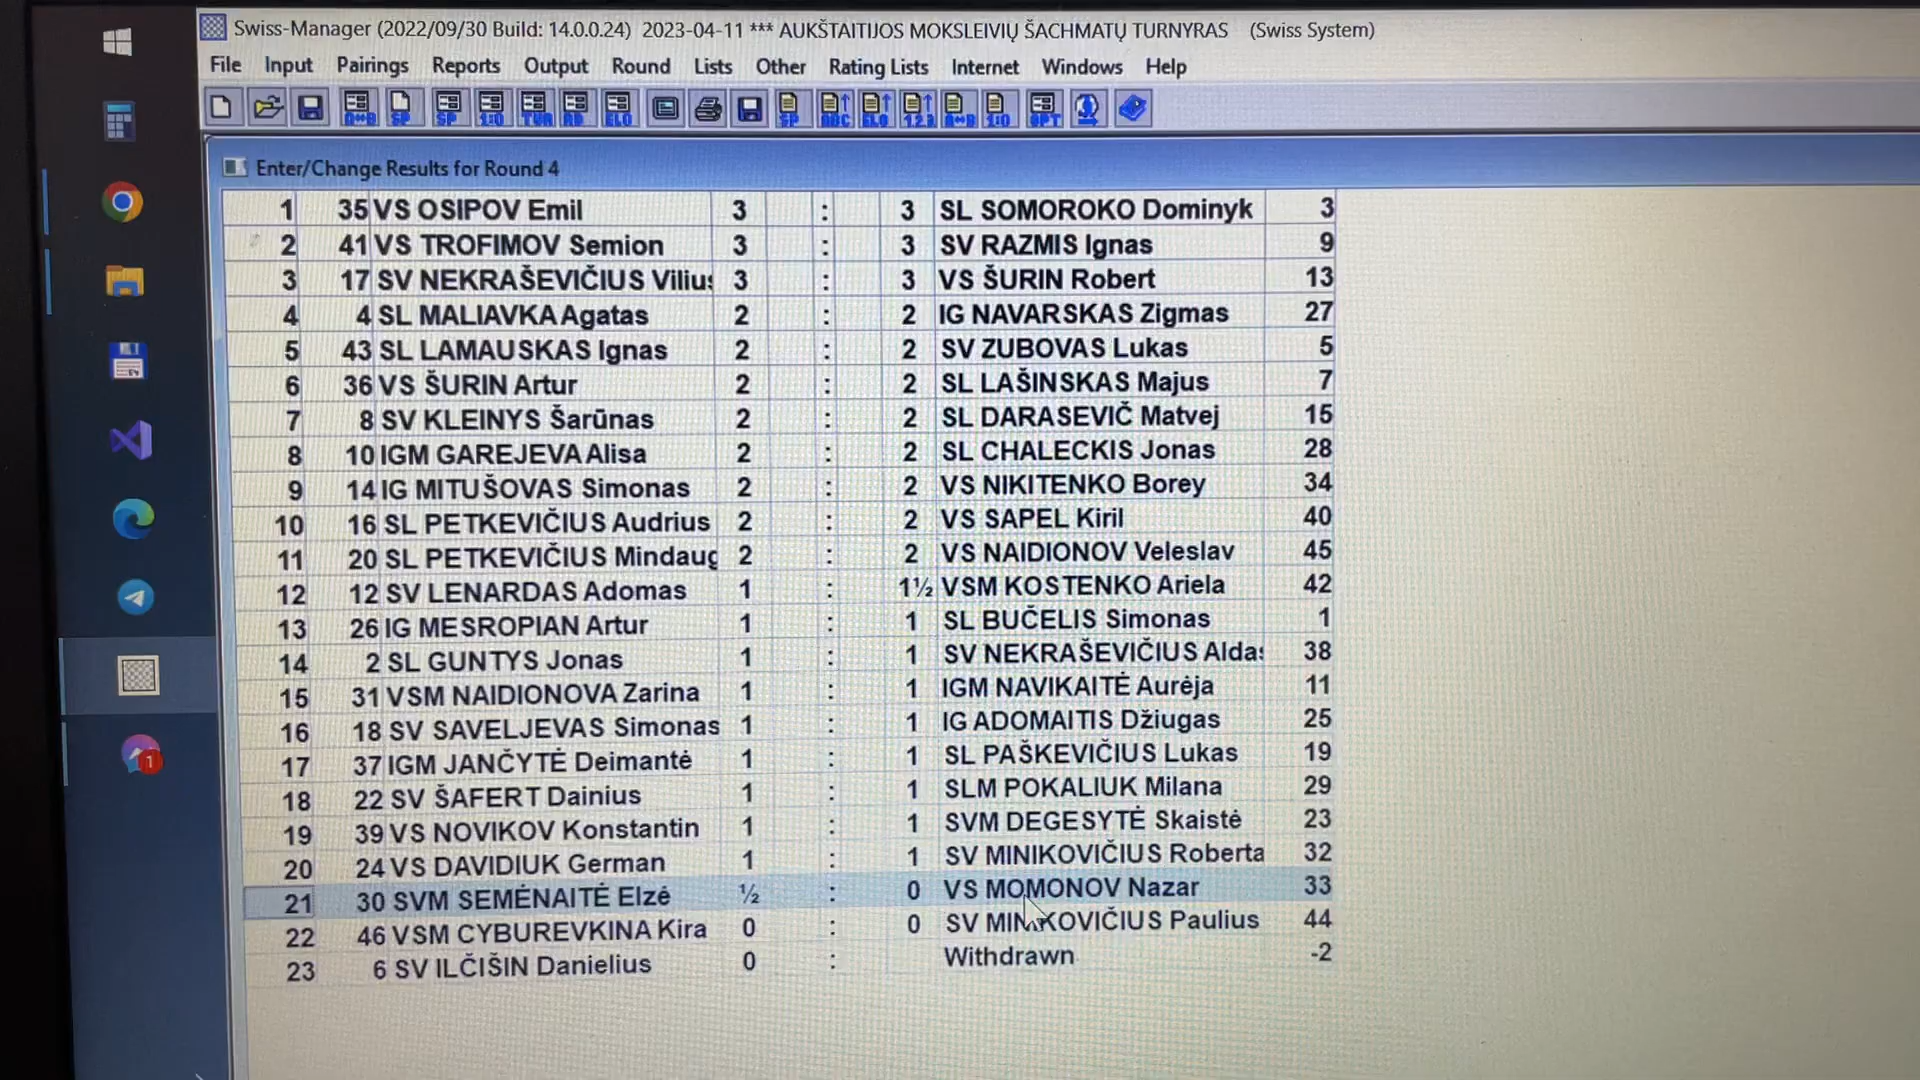 Swiss-Manager (2022/09/30 Build: 14.0.0.24) 2023-04-11 *** AUKŠTAITIJOS MOKSLEIVIŲ ŠACHMATŲ TURNYRAS (Swiss System)
File Input Pairings Reports Output Round Lists Other Rating Lists Internet Windows Help
Enter/Change Results for Round 4
1 35 VS OSIPOV Emil 3 : 3 SL SOMOROKO Dominyk 3
2 41 VS TROFIMOV Semion 3 : 3 SV RAZMIS Ignas 9
3 17 SV NEKRAŠEVIČIUS Vilius 3 : 3 VS ŠURIN Robert 13
4 4 SL MALIAVKA Agatas 2 : 2 IG NAVARSKAS Zigmas 27
5 43 SL LAMAUSKAS Ignas 2 : 2 SV ZUBOVAS Lukas 5
6 36 VS ŠURIN Artur 2 : 2 SL LAŠINSKAS Majus 7
7 8 SV KLEINYS Šarūnas 2 : 2 SL DARASEVIČ Matvej 15
8 10 IGM GAREJEVA Alisa 2 : 2 SL CHALECKIS Jonas 28
9 14 IG MITUŠOVAS Simonas 2 : 2 VS NIKITENKO Borey 34
10 16 SL PETKEVIČIUS Audrius 2 : 2 VS SAPEL Kiril 40
11 20 SL PETKEVIČIUS Mindaug 2 : 2 VS NAIDIONOV Veleslav 45
12 12 SV LENARDAS Adomas 1 : 1½ VSM KOSTENKO Ariela 42
13 26 IG MESROPIAN Artur 1 : 1 SL BUČELIS Simonas 1
14 2 SL GUNTYS Jonas 1 : 1 SV NEKRAŠEVIČIUS Aldas 38
15 31 VSM NAIDIONOVA Zarina 1 : 1 IGM NAVIKAITĖ Aurėja 11
16 18 SV SAVELJEVAS Simonas 1 : 1 IG ADOMAITIS Džiugas 25
17 37 IGM JANČYTĖ Deimantė 1 : 1 SL PAŠKEVIČIUS Lukas 19
18 22 SV ŠAFERT Dainius 1 : 1 SLM POKALIUK Milana 29
19 39 VS NOVIKOV Konstantin 1 : 1 SVM DEGESYTĖ Skaistė 23
20 24 VS DAVIDIUK German 1 : 1 SV MINIKOVIČIUS Roberta 32
21 30 SVM SEMĖNAITĖ Elzė ½ : 0 VS MOMONOV Nazar 33
22 46 VSM CYBUREVKINA Kira 0 : 0 SV MINIKOVIČIUS Paulius 44
23 6 SV ILČIŠIN Danielius 0 : Withdrawn -2